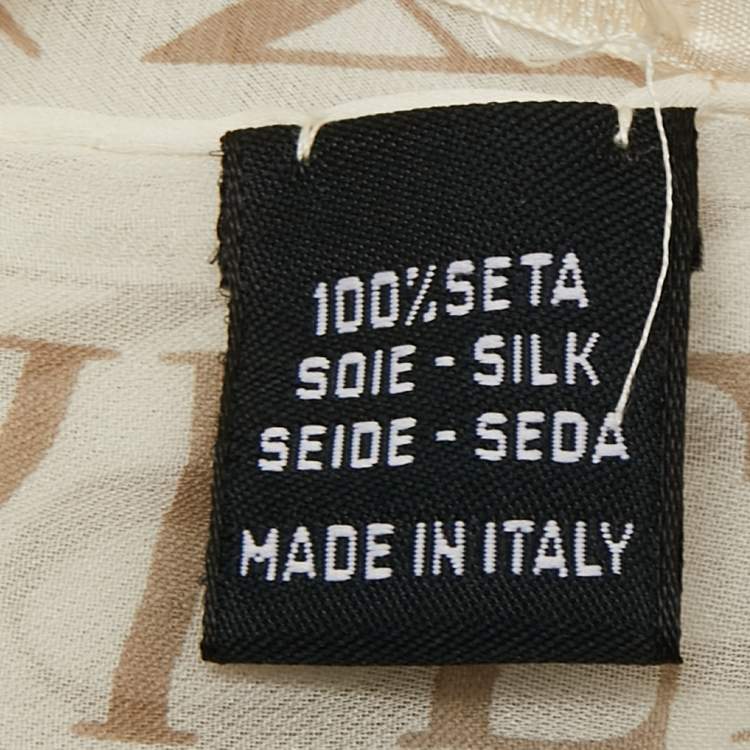 100% SETA
SOIE - SILK
SEIDE - SEDA
MADE IN ITALY